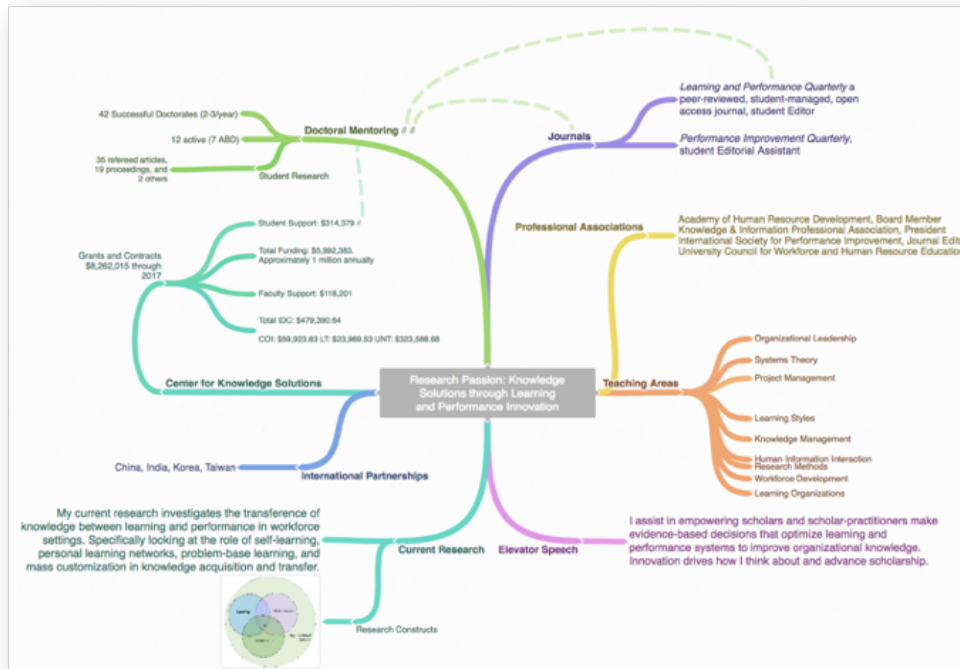 42 Successful Doctorates (2-3/year)
12 active (7 ABD)
35 refereed articles,
19 proceedings, and
2 others
Student Research
Doctoral Mentoring # #
Student Support: $314,379 #
Total Funding: $5,992,383.
Approximately 1 million annually
Grants and Contracts
$8,262,015 through
2017
Faculty Support: $118,201
Total IDC: $479,390.64
COI: $59,923.83 LT: $23,969.53 UNT: $323,588.68
Center for Knowledge Solutions
China, India, Korea, Taiwan
International Partnerships
My current research investigates the transference of
knowledge between learning and performance in workforce
settings. Specifically looking at the role of self-learning,
personal learning networks, problem-base learning, and
mass customization in knowledge acquisition and transfer.
Current Research
Research Constructs
Research Passion: Knowledge
Solutions through Learning
and Performance Innovation
Journals
Learning and Performance Quarterly a
peer-reviewed, student-managed, open
access journal, student Editor
Performance Improvement Quarterly,
student Editorial Assistant
Professional Associations
Academy of Human Resource Development, Board Member
Knowledge & Information Professional Association, President
International Society for Performance Improvement, Journal Edit
University Council for Workforce and Human Resource Education
Teaching Areas
Organizational Leadership
Systems Theory
Project Management
Learning Styles
Knowledge Management
Human Information Interaction
Research Methods
Workforce Development
Learning Organizations
Elevator Speech
I assist in empowering scholars and scholar-practitioners make
evidence-based decisions that optimize learning and
performance systems to improve organizational knowledge.
Innovation drives how I think about and advance scholarship.